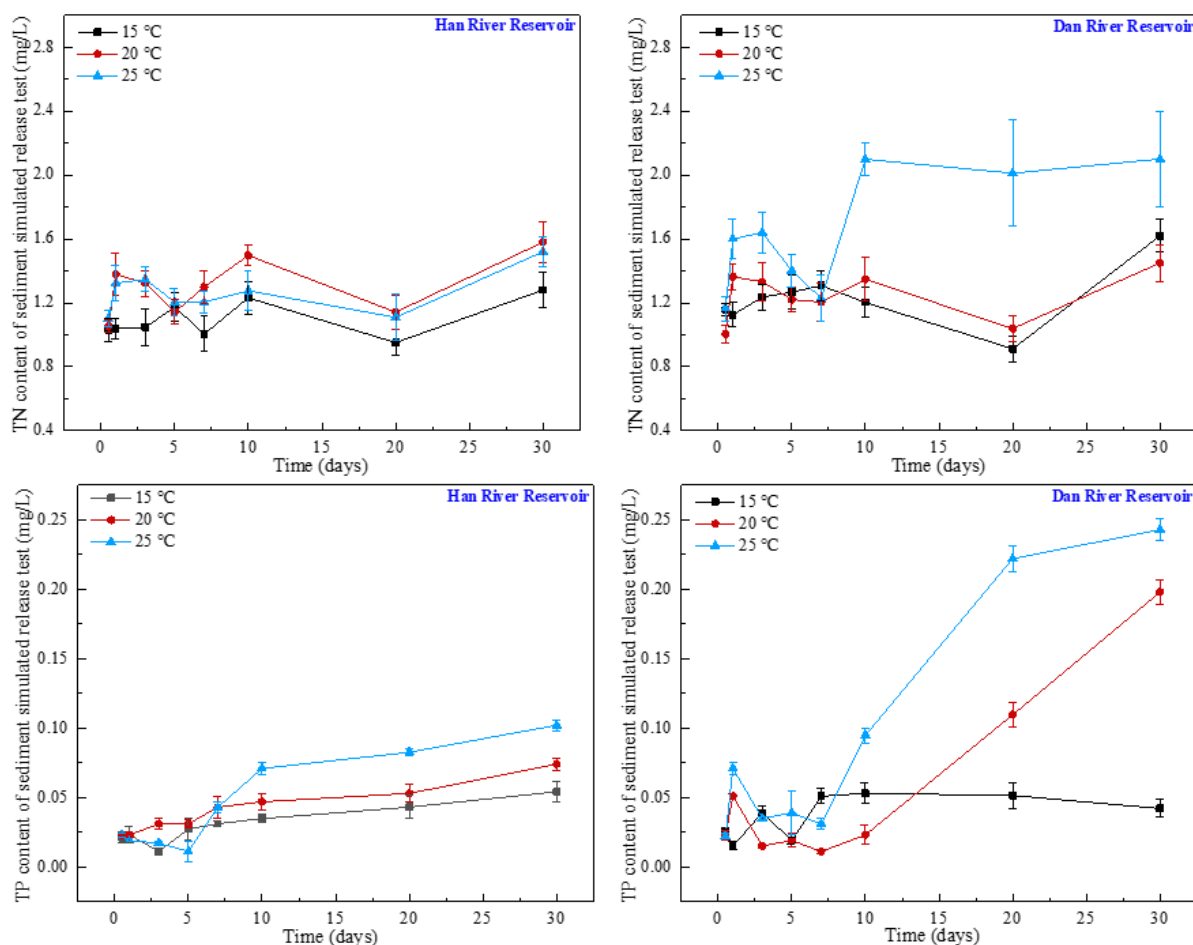 Han River Reservoir
15 °C
20 °C
25 °C
2.8
2.4
2.0
1.6
1.2
0.8
0.4
0 5 10 15 20 25 30
Time (days)
TN content of sediment simulated release test (mg/L)
Dan River Reservoir
15 °C
20 °C
25 °C
2.8
2.4
2.0
1.6
1.2
0.8
0.4
0 5 10 15 20 25 30
Time (days)
TN content of sediment simulated release test (mg/L)
Han River Reservoir
15 °C
20 °C
25 °C
0.25
0.20
0.15
0.10
0.05
0.00
0 5 10 15 20 25 30
Time (days)
TP content of sediment simulated release test (mg/L)
Dan River Reservoir
15 °C
20 °C
25 °C
0.25
0.20
0.15
0.10
0.05
0.00
0 5 10 15 20 25 30
Time (days)
TP content of sediment simulated release test (mg/L)